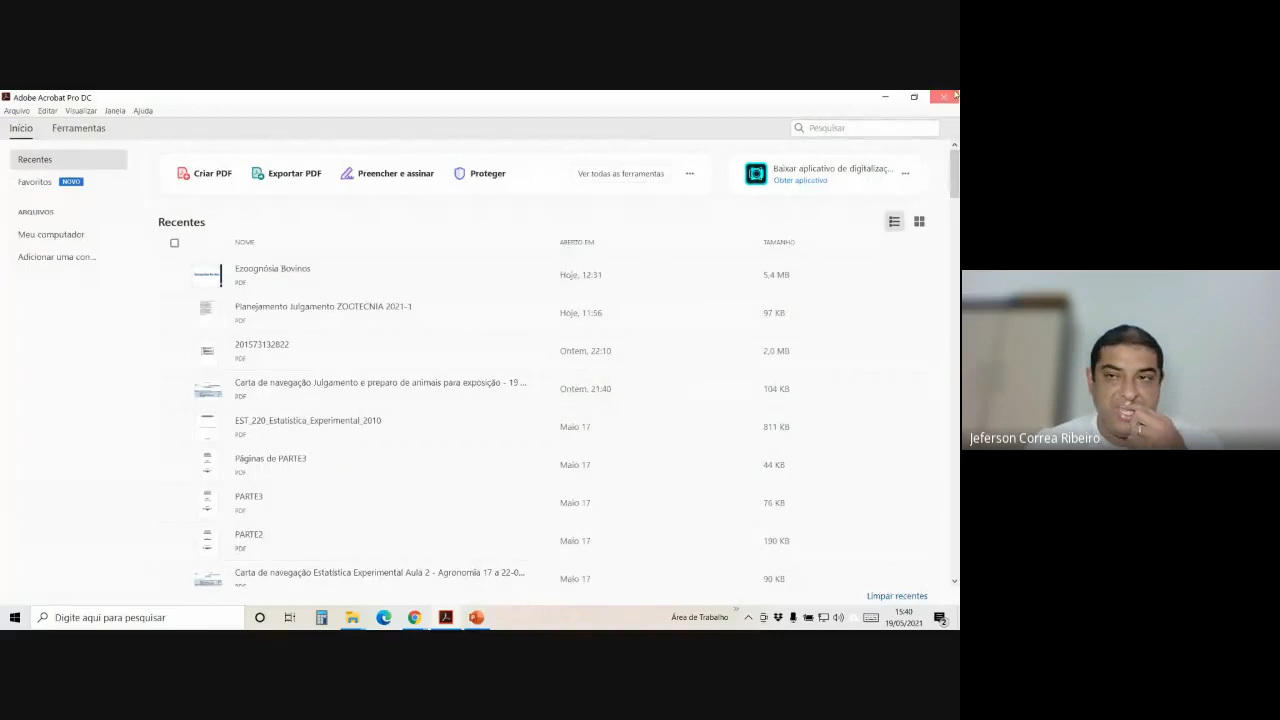 Adobe Acrobat Pro DC
Arquivo Editar Visualizar Janela Ajuda
Início Ferramentas
Pesquisar
Recentes
Favoritos NOVO
ARQUIVOS
Meu computador
Adicionar uma con...
Criar PDF Exportar PDF Preencher e assinar Proteger Ver todas as ferramentas ...
Baixar aplicativo de digitalizaç... ...
Obter aplicativo
Recentes
NOME ABERTO EM TAMANHO
Ezoognósia Bovinos Hoje, 12:31 5,4 MB
PDF
Planejamento Julgamento ZOOTECNIA 2021-1 Hoje, 11:56 97 KB
PDF
201573132822 Ontem, 22:10 2,0 MB
PDF
Carta de navegação Julgamento e preparo de animais para exposição - 19 ... Ontem, 21:40 104 KB
PDF
EST_220_Estatistica_Experimental_2010 Maio 17 811 KB
PDF
Páginas de PARTE3 Maio 17 44 KB
PDF
PARTE3 Maio 17 76 KB
PDF
PARTE2 Maio 17 190 KB
PDF
Carta de navegação Estatística Experimental Aula 2 - Agronomia 17 a 22-0... Maio 17 90 KB
PDF
Limpar recentes
Digite aqui para pesquisar
Área de Trabalho
15:40
19/05/2021
2
Jeferson Correa Ribeiro